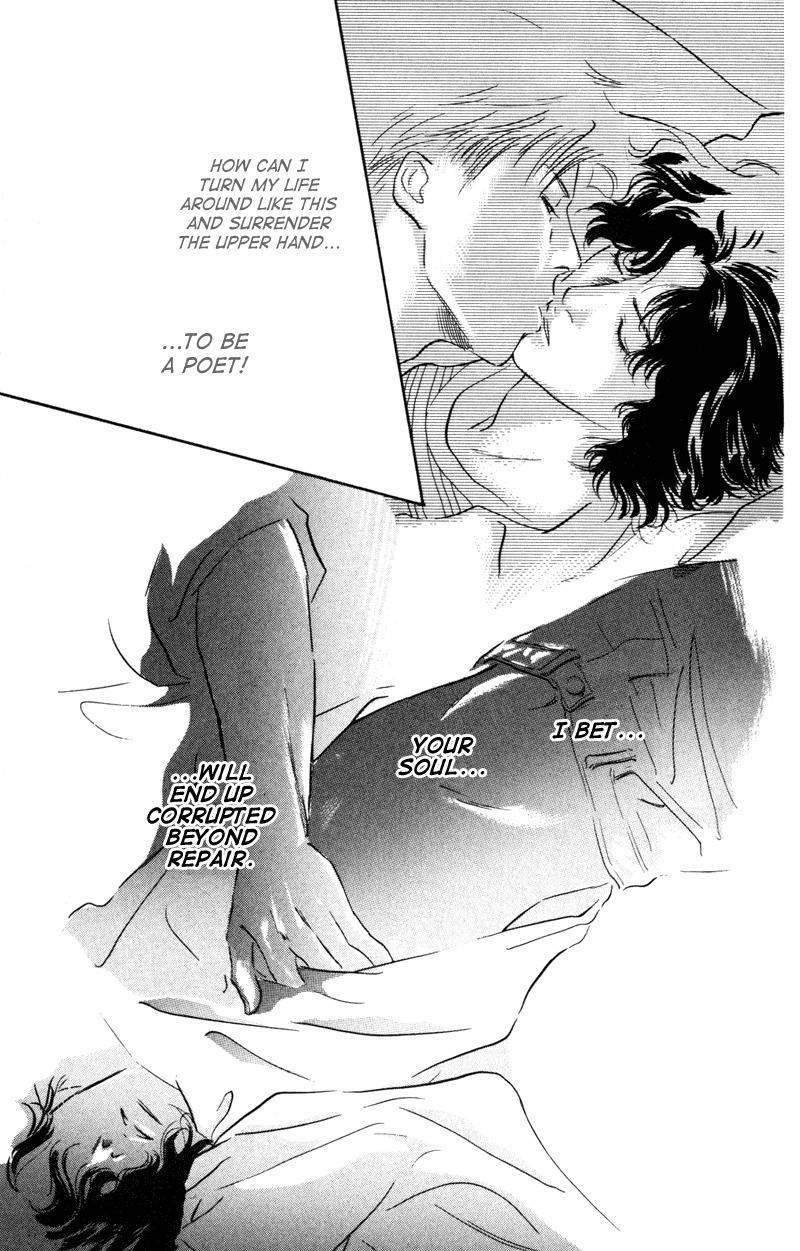 HOW CAN I
TURN MY LIFE
AROUND LIKE THIS
AND SURRENDER
THE UPPER HAND...
...TO BE
A POET!
I BET...
YOUR
SOUL...
...WILL
END UP
CORRUPTED
BEYOND
REPAIR.